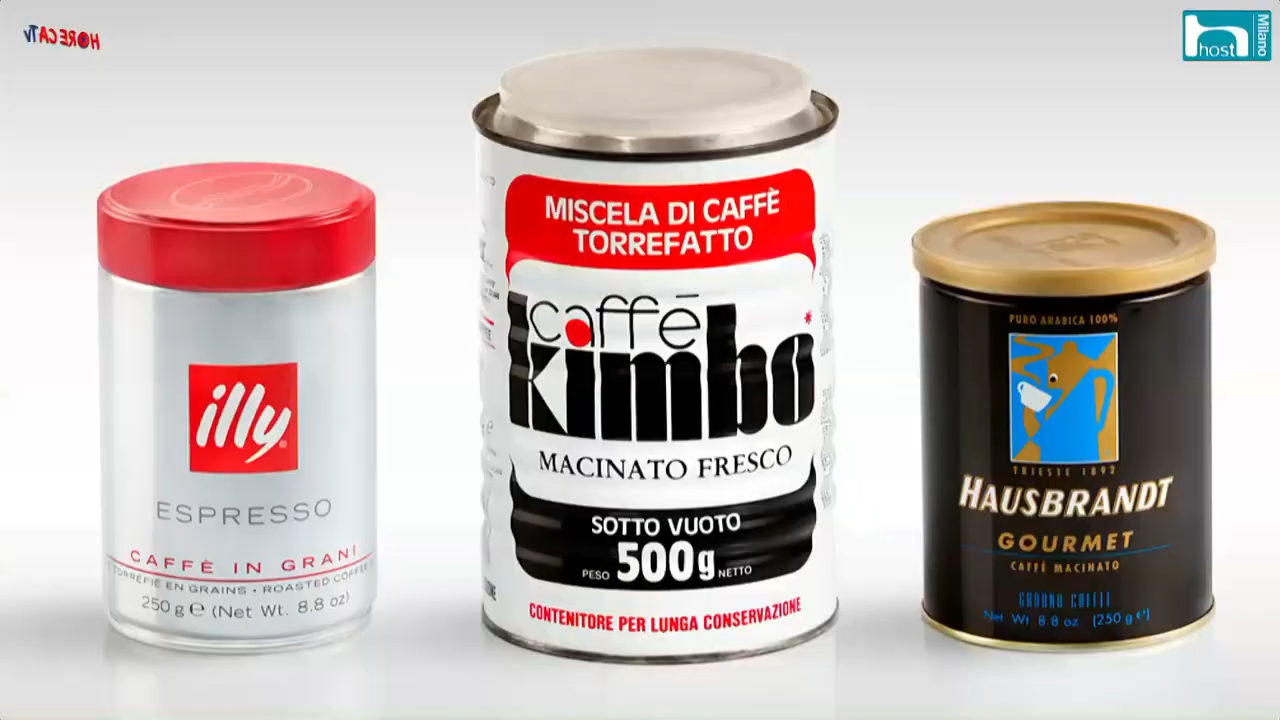 HORECATV
host
Milano
illy
ESPRESSO
CAFFÈ IN GRANI
TORREFIÉ EN GRAINS • ROASTED COFFEE
250 g e (Net Wt. 8.8 oz)
MISCELA DI CAFFÈ
TORREFATTO
caffē
kimbo*
MACINATO FRESCO
SOTTO VUOTO
PESO 500g NETTO
CONTENITORE PER LUNGA CONSERVAZIONE
PURO ARABICA 100%
TRIESTE 1892
HAUSBRANDT
GOURMET
CAFFÈ MACINATO
GROUND COFFEE
Net Wt. 8.8 oz. (250 g e)